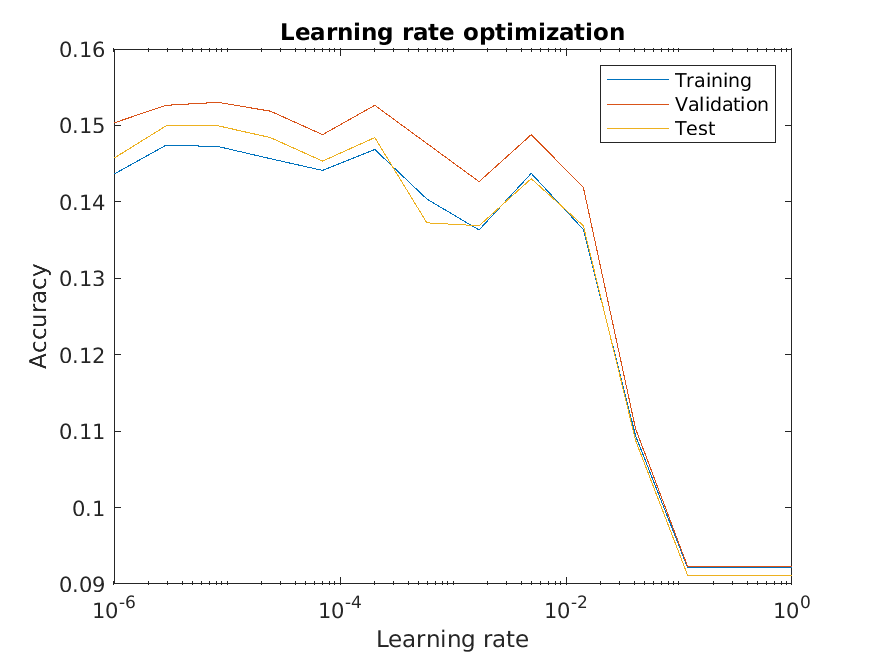 Learning rate optimization
0.16
0.15
0.14
0.13
0.12
0.11
0.1
0.09
Accuracy
Training
Validation
Test
10^-6 10^-4 10^-2 10^0
Learning rate